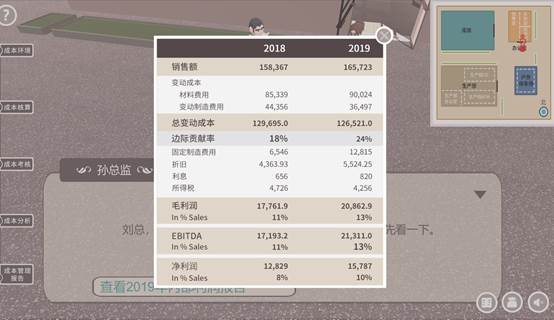 ?
成本环境
成本核算
成本考核
成本分析
成本管理
报告
2018 2019
销售额 158,367 165,723
变动成本
材料费用 85,339 90,024
变动制造费用 44,356 36,497
总变动成本 129,695.0 126,521.0
边际贡献率 18% 24%
固定制造费用 6,546 12,815
折旧 4,363.93 5,524.25
利息 656 820
所得税 4,726 4,256
毛利润 17,761.9 20,862.9
In % Sales 11% 13%
EBITDA 17,193.2 21,311.0
In % Sales 11% 13%
净利润 12,829 15,787
In % Sales 8% 10%
孙总监
刘总，
先看一下。
查看2019年内部利润报告
生产部
北